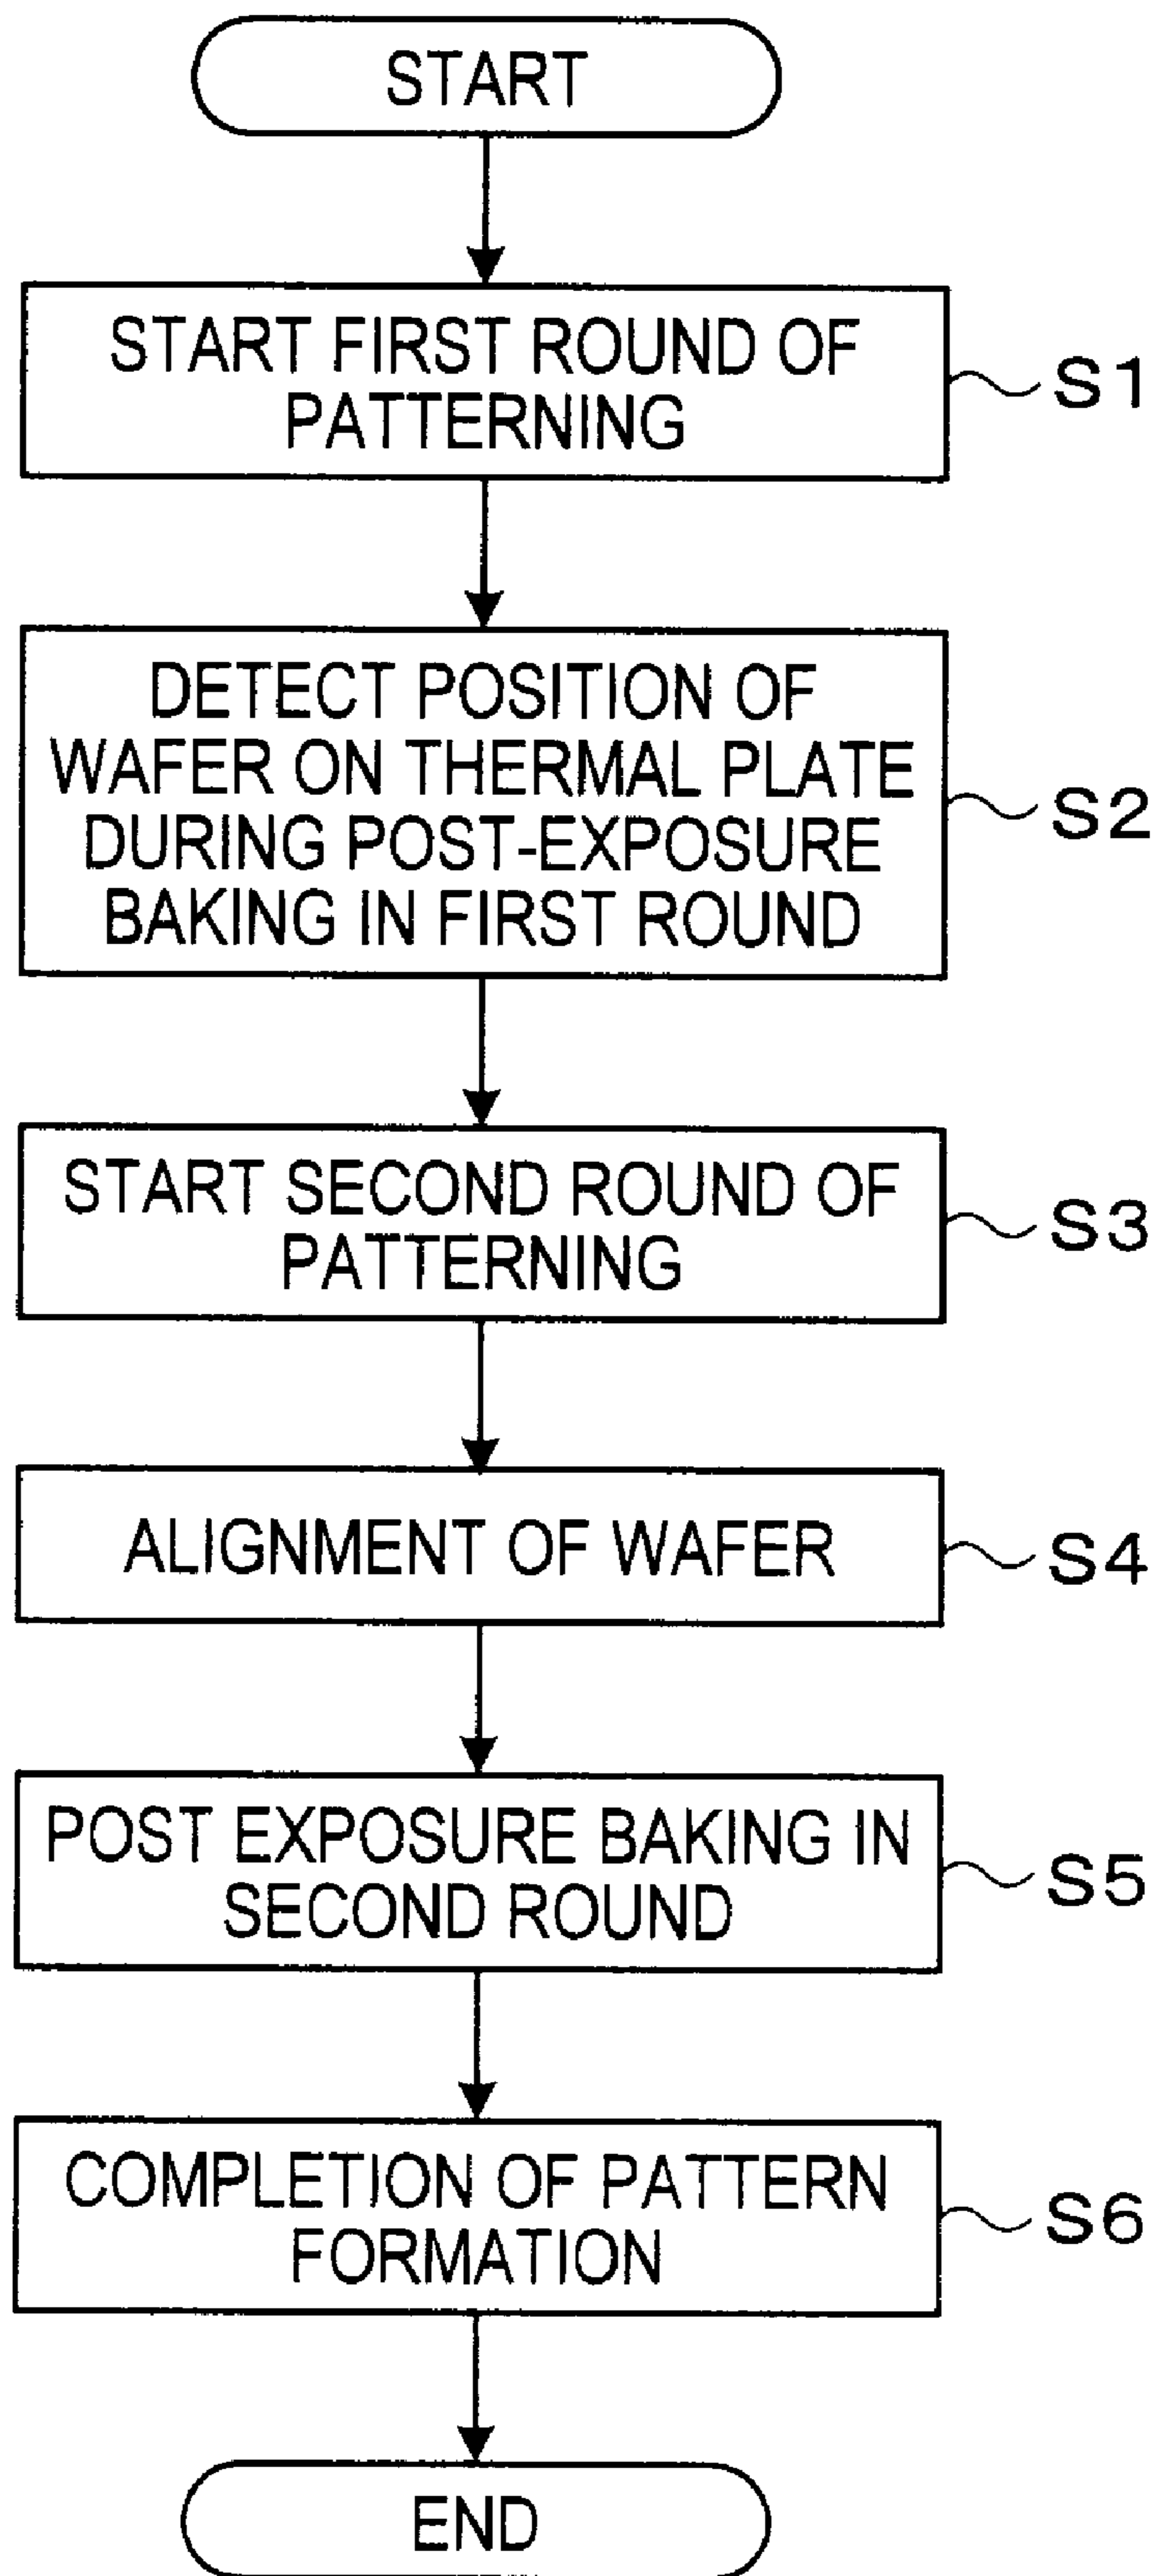 START
START FIRST ROUND OF
PATTERNING
S1
DETECT POSITION OF
WAFER ON THERMAL PLATE
DURING POST-EXPOSURE
BAKING IN FIRST ROUND
S2
START SECOND ROUND OF
PATTERNING
S3
ALIGNMENT OF WAFER
S4
POST EXPOSURE BAKING IN
SECOND ROUND
S5
COMPLETION OF PATTERN
FORMATION
S6
END